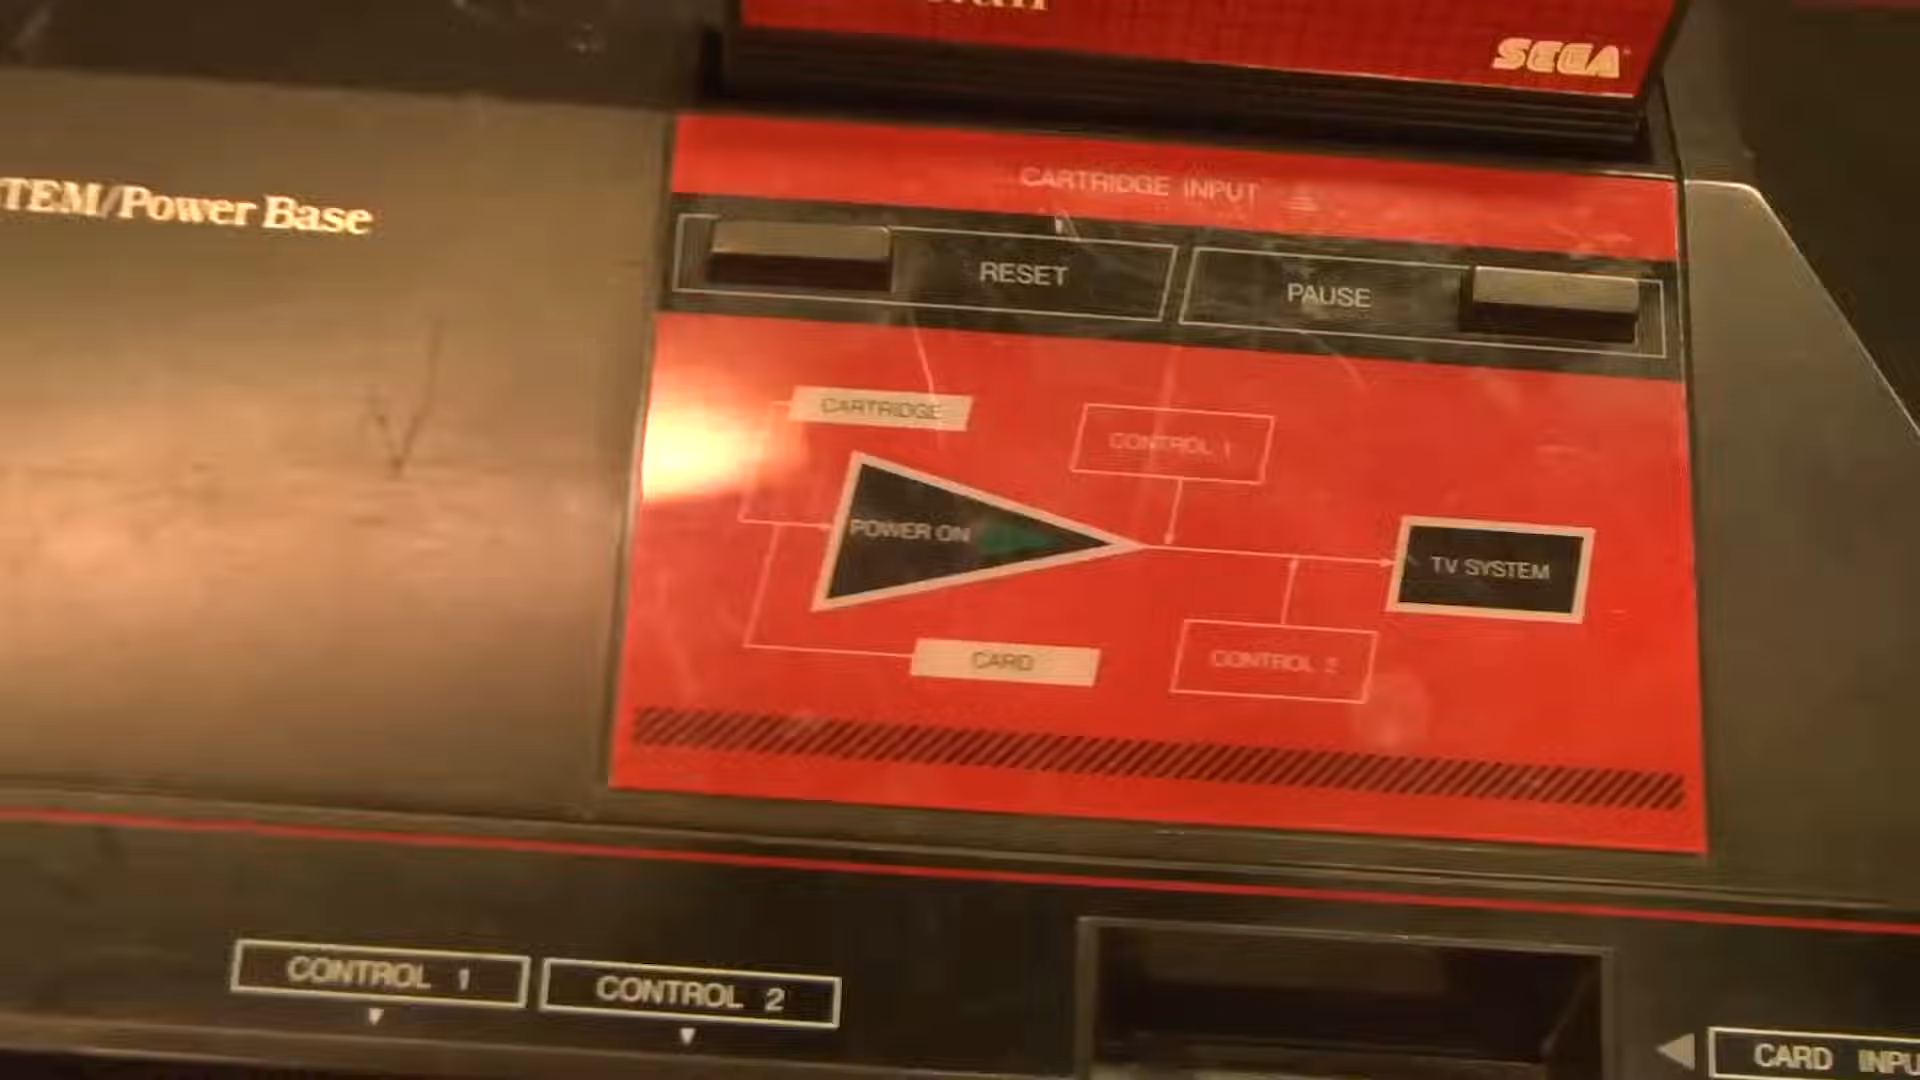 SEGA
CARTRIDGE INPUT
TEM/Power Base
RESET
PAUSE
CARTRIDGE
CONTROL 1
POWER ON
TV SYSTEM
CARD
CONTROL 2
CONTROL 1
CONTROL 2
CARD INPU